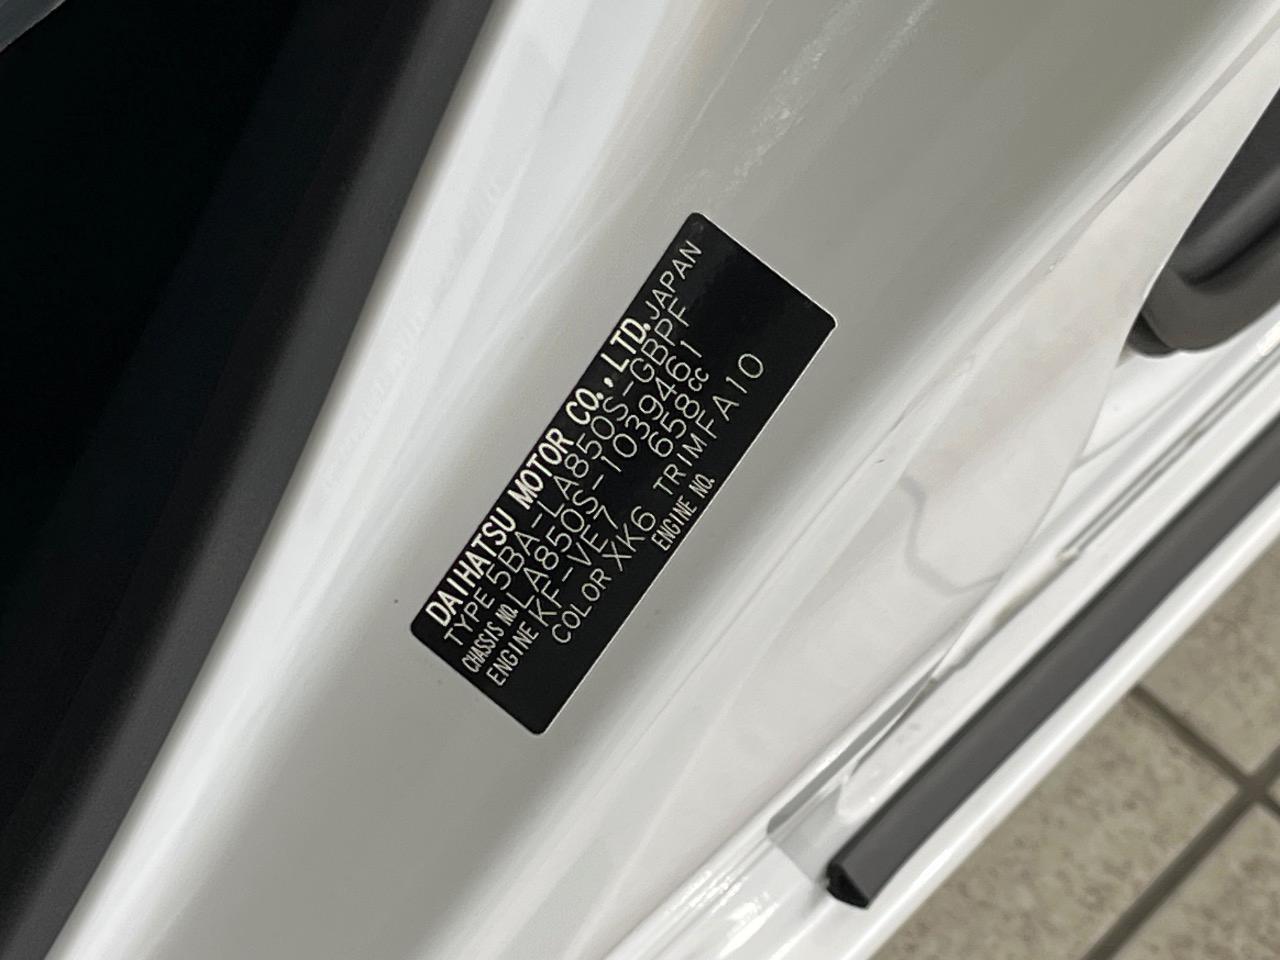 DAIHATSU MOTOR CO., LTD. JAPAN
TYPE 5BA-LA850S-GBPF
CHASSIS NO. LA850S-1039461
ENGINE KF-VE7 658cc
COLOR XK6 TRIM FA10
ENGINE NO.